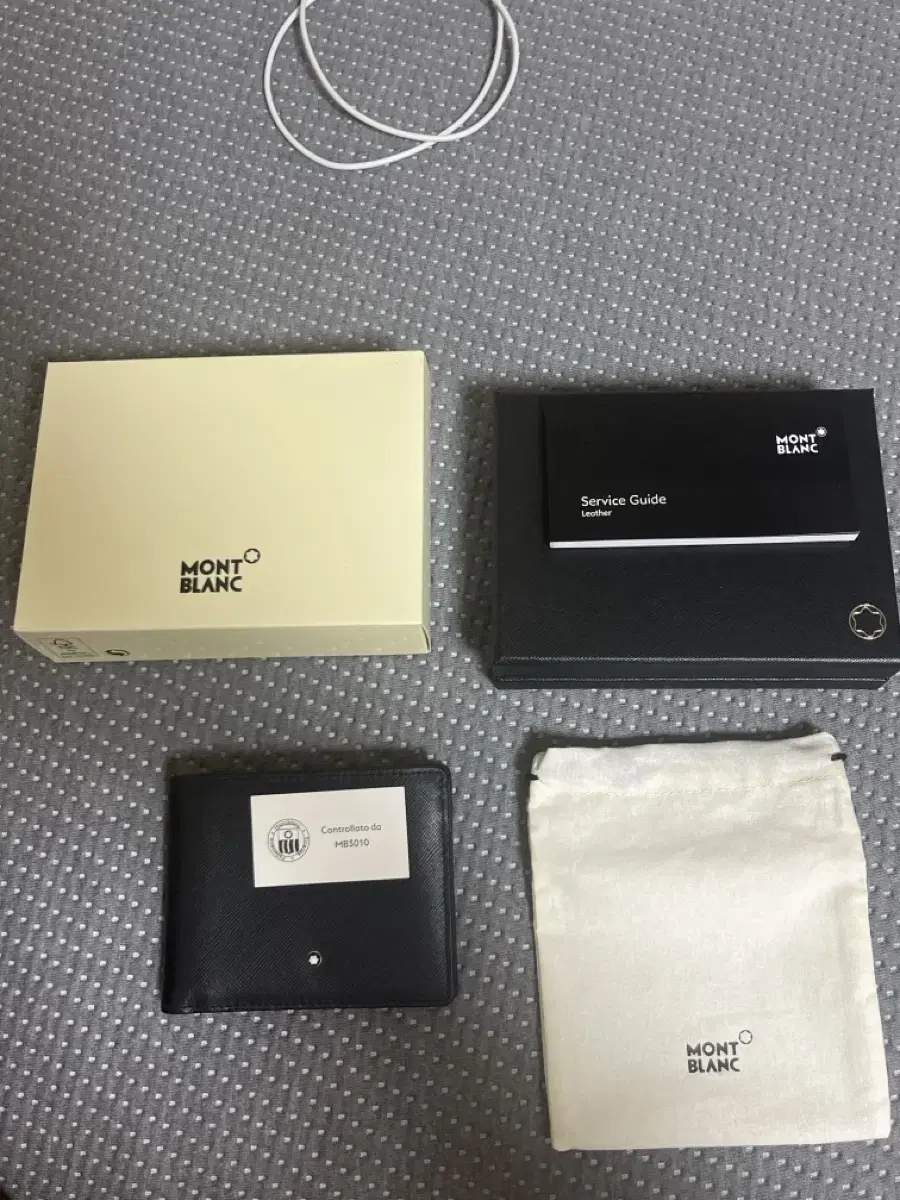 MONT
BLANC
MONT
BLANC
Service Guide
Leather
Controllato da
MB3010
MONT
BLANC